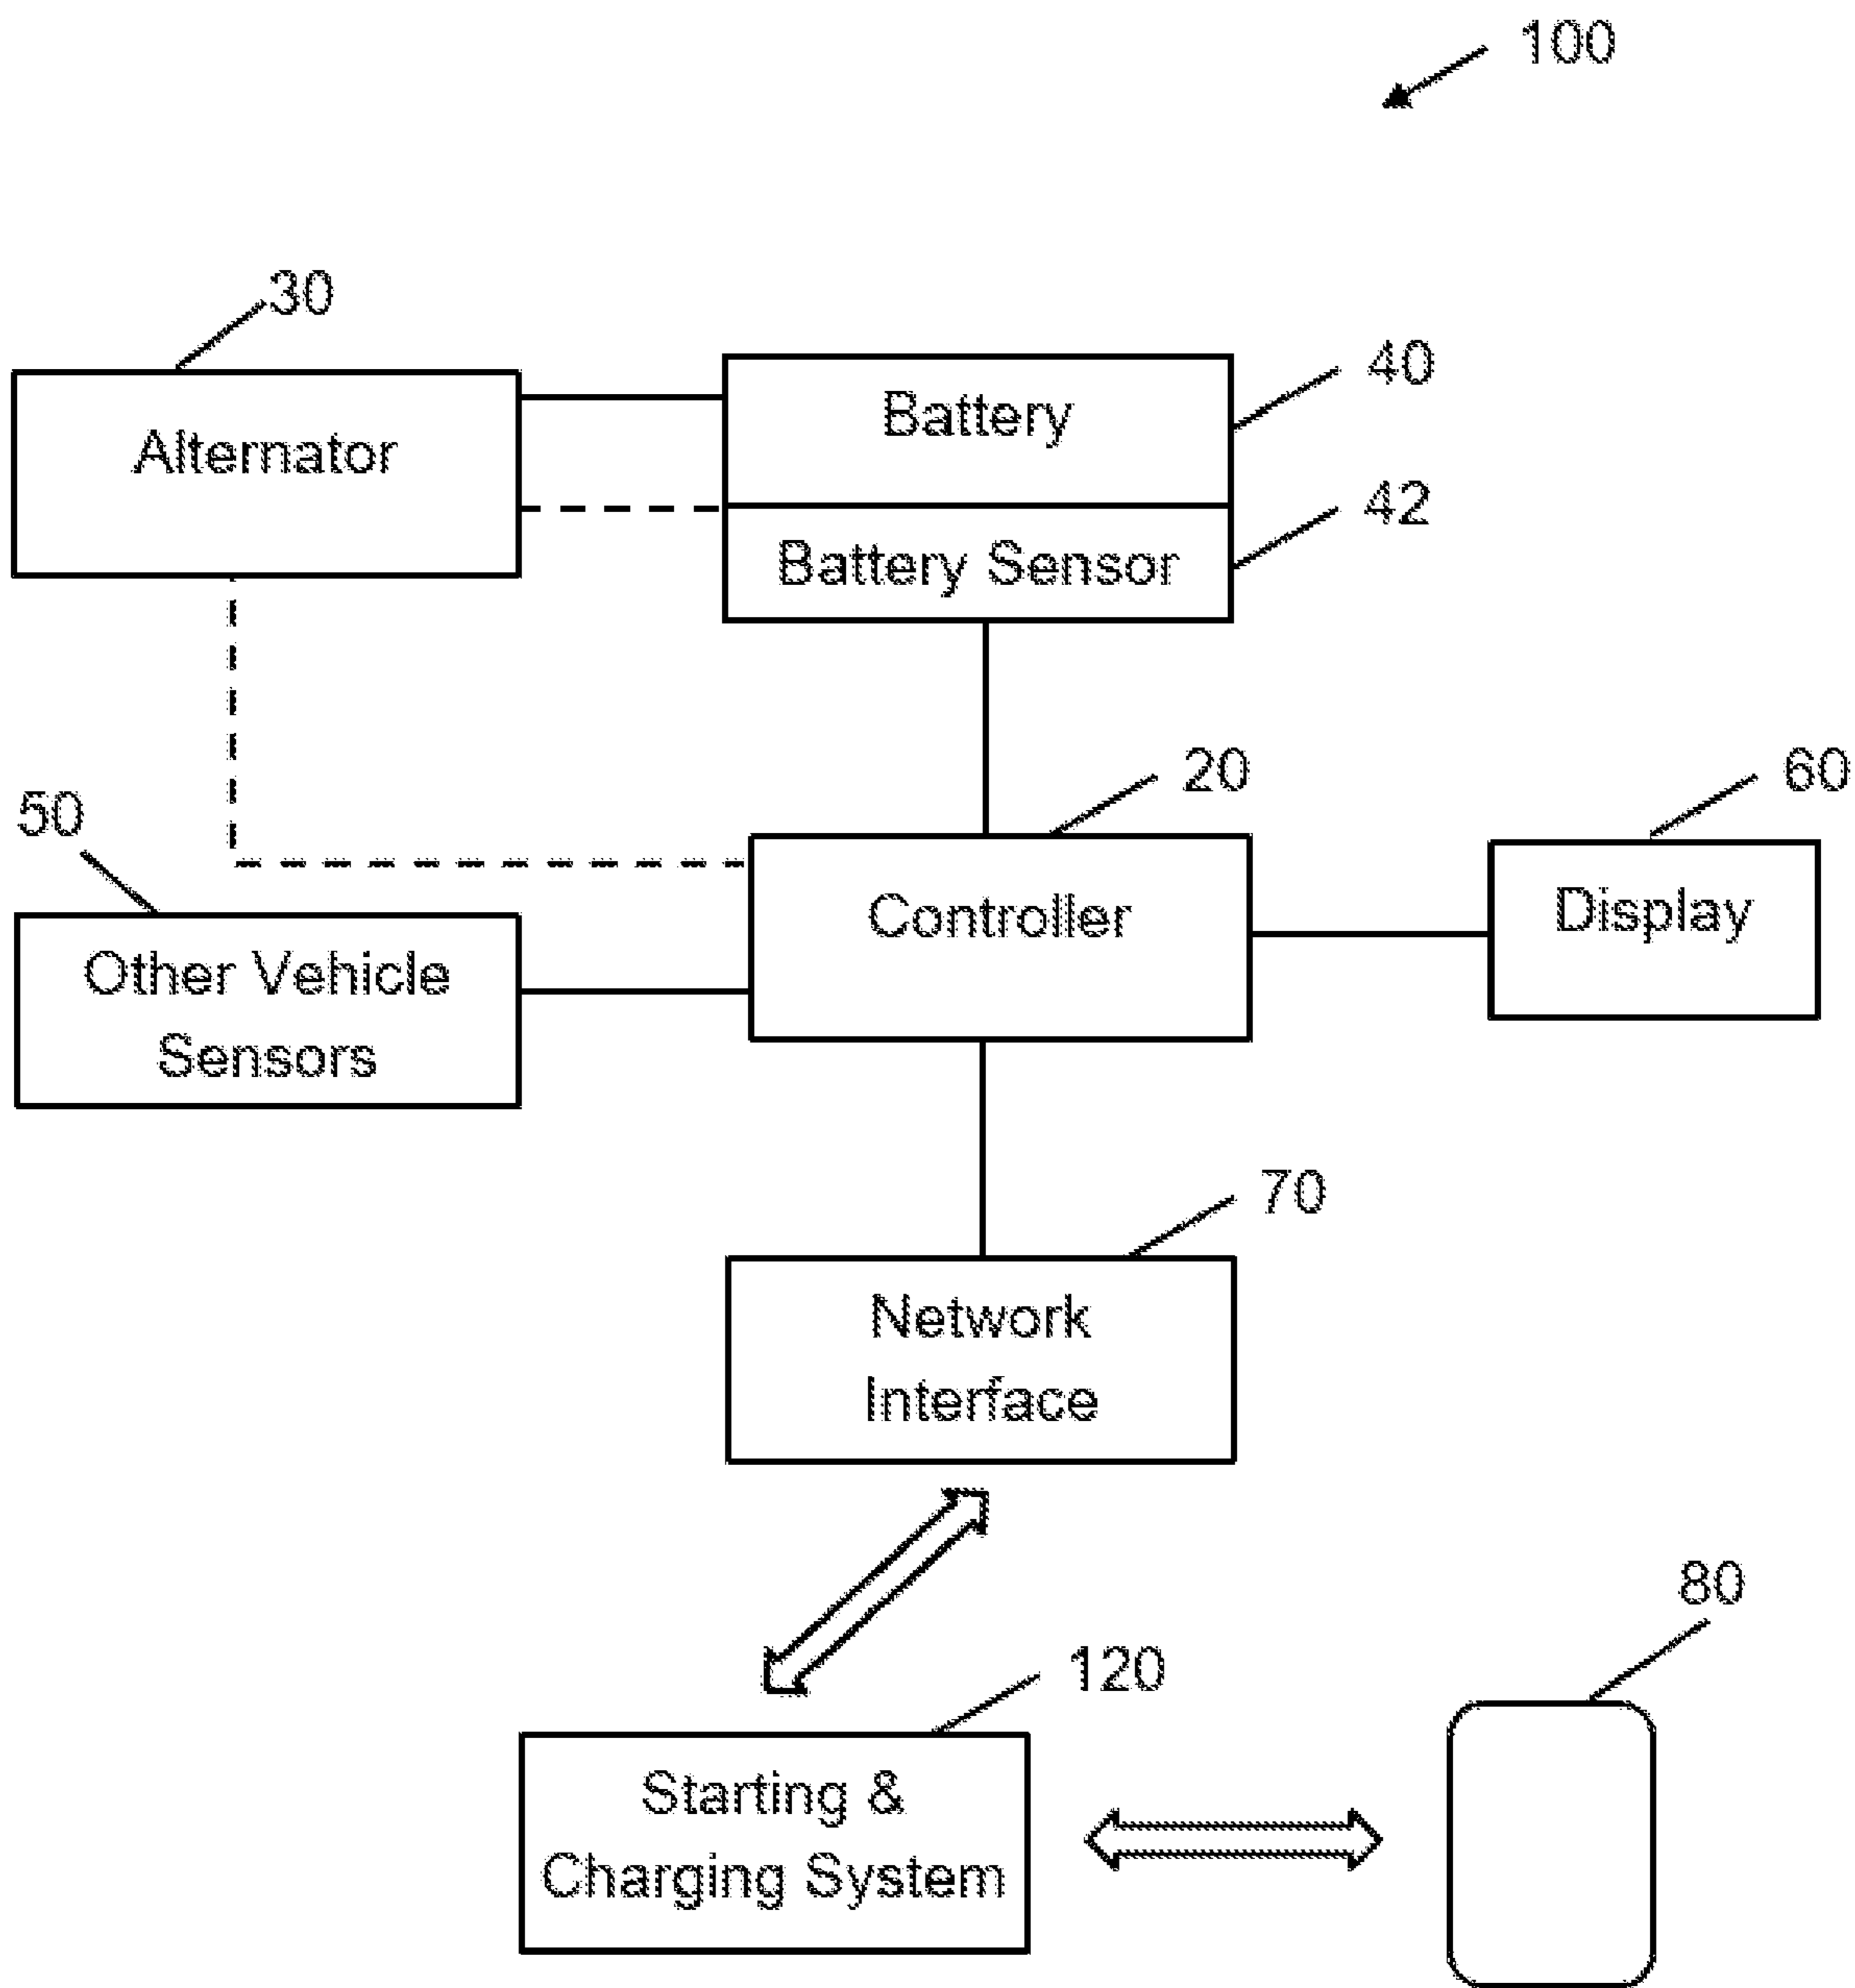 100
30
40
Battery
Alternator
42
Battery Sensor
20
60
50
Controller
Display
Other Vehicle
Sensors
70
Network
Interface
80
120
Starting &
Charging System